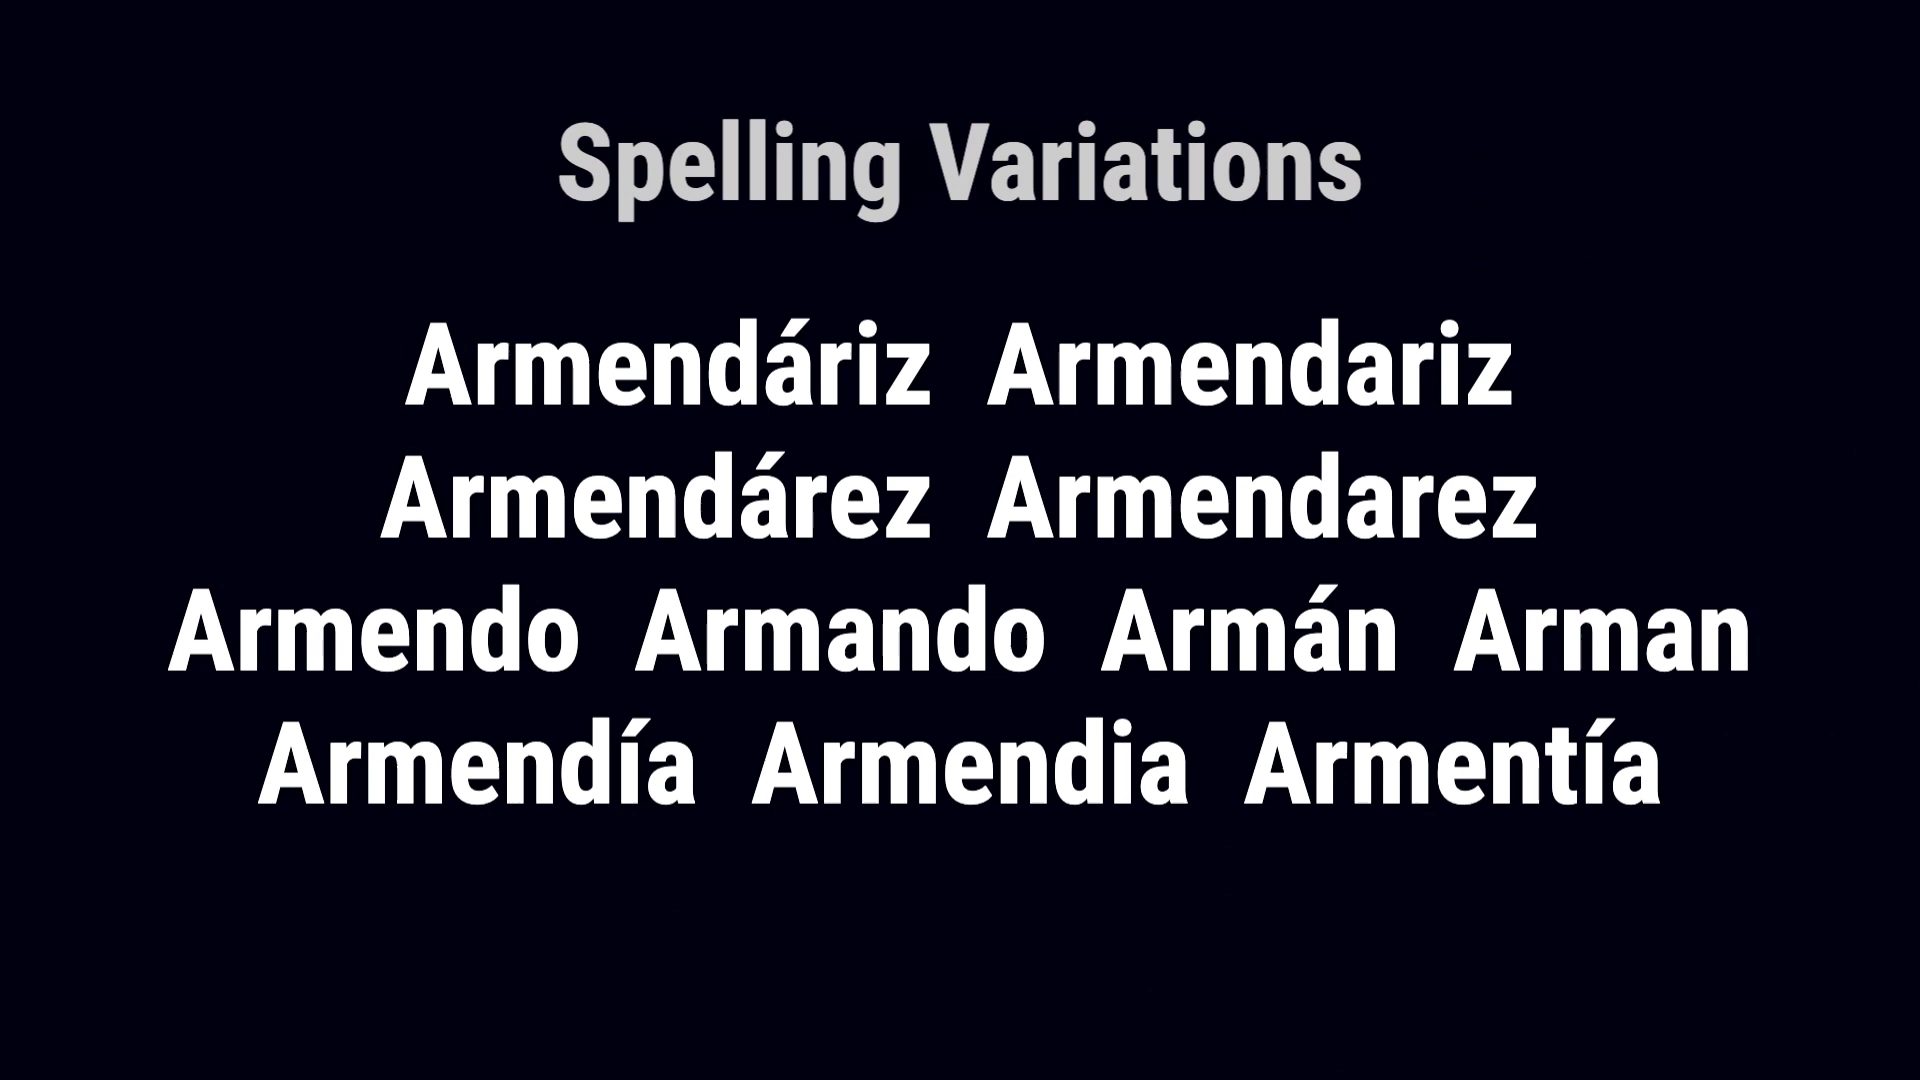 Spelling Variations
Armendáriz Armendariz
Armendárez Armendarez
Armendo Armando Armán Arman
Armendía Armendia Armentía